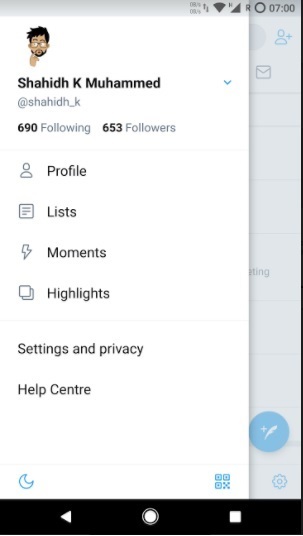 R 07:00
Shahidh K Muhammed
@shahidh_k
690 Following 653 Followers
Profile
Lists
Moments
eting
Highlights
Settings and privacy
Help Centre